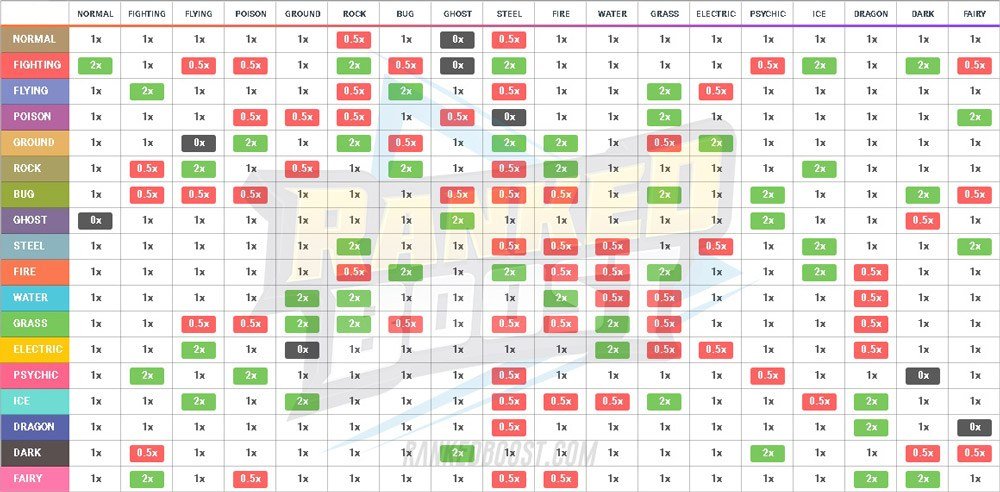 NORMAL FIGHTING FLYING POISON GROUND ROCK BUG GHOST STEEL FIRE WATER GRASS ELECTRIC PSYCHIC ICE DRAGON DARK FAIRY
NORMAL 1x 1x 1x 1x 1x 0.5x 1x 0x 0.5x 1x 1x 1x 1x 1x 1x 1x 1x 1x
FIGHTING 2x 1x 0.5x 0.5x 1x 2x 0.5x 0x 2x 1x 1x 1x 1x 0.5x 2x 1x 2x 0.5x
FLYING 1x 2x 1x 1x 1x 0.5x 2x 1x 0.5x 1x 1x 2x 0.5x 1x 1x 1x 1x 1x
POISON 1x 1x 1x 0.5x 0.5x 0.5x 1x 0.5x 0x 1x 1x 2x 1x 1x 1x 1x 1x 2x
GROUND 1x 1x 0x 2x 1x 2x 0.5x 1x 2x 2x 1x 0.5x 2x 1x 1x 1x 1x 1x
ROCK 1x 0.5x 2x 1x 0.5x 1x 2x 1x 0.5x 2x 1x 1x 1x 1x 2x 1x 1x 1x
BUG 1x 0.5x 0.5x 0.5x 1x 1x 1x 0.5x 0.5x 0.5x 1x 2x 1x 2x 1x 1x 2x 0.5x
GHOST 0x 1x 1x 1x 1x 1x 1x 2x 1x 1x 1x 1x 1x 2x 1x 1x 0.5x 1x
STEEL 1x 1x 1x 1x 1x 2x 1x 1x 0.5x 0.5x 0.5x 1x 0.5x 1x 2x 1x 1x 2x
FIRE 1x 1x 1x 1x 1x 0.5x 2x 1x 2x 0.5x 0.5x 2x 1x 1x 2x 0.5x 1x 1x
WATER 1x 1x 1x 1x 2x 2x 1x 1x 1x 2x 0.5x 0.5x 1x 1x 1x 0.5x 1x 1x
GRASS 1x 1x 0.5x 0.5x 2x 2x 0.5x 1x 0.5x 0.5x 2x 0.5x 1x 1x 1x 0.5x 1x 1x
ELECTRIC 1x 1x 2x 1x 0x 1x 1x 1x 1x 1x 2x 0.5x 0.5x 1x 1x 0.5x 1x 1x
PSYCHIC 1x 2x 1x 2x 1x 1x 1x 1x 0.5x 1x 1x 1x 1x 0.5x 1x 1x 0x 1x
ICE 1x 1x 2x 1x 2x 1x 1x 1x 0.5x 0.5x 0.5x 2x 1x 1x 0.5x 2x 1x 1x
DRAGON 1x 1x 1x 1x 1x 1x 1x 1x 0.5x 1x 1x 1x 1x 1x 1x 2x 1x 0x
DARK 1x 0.5x 1x 1x 1x 1x 1x 2x 1x 1x 1x 1x 1x 2x 1x 1x 0.5x 0.5x
FAIRY 1x 2x 1x 0.5x 1x 1x 1x 1x 0.5x 0.5x 1x 1x 1x 1x 1x 2x 2x 1x
RANKED
BOOST
RANKEDBOOST.COM